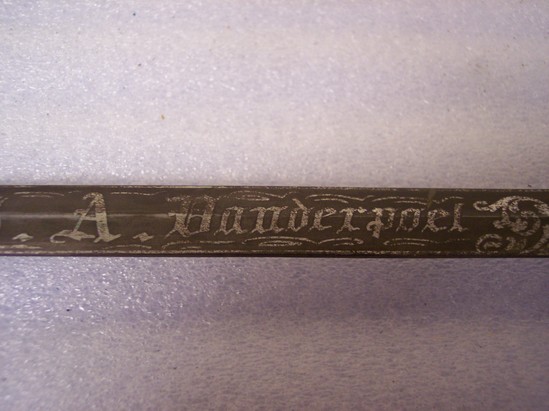 . A. Vanderpoel